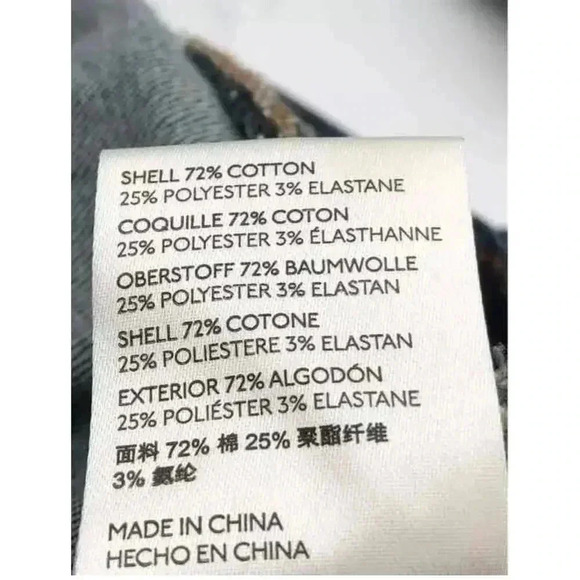 SHELL 72% COTTON
25% POLYESTER 3% ELASTANE
COQUILLE 72% COTON
25% POLYESTER 3% ÉLASTHANNE
OBERSTOFF 72% BAUMWOLLE
25% POLYESTER 3% ELASTAN
SHELL 72% COTONE
25% POLIESTERE 3% ELASTAN
EXTERIOR 72% ALGODÓN
25% POLIÉSTER 3% ELASTANE
面料 72% 棉 25% 聚酯纤维
3% 氨纶
MADE IN CHINA
HECHO EN CHINA